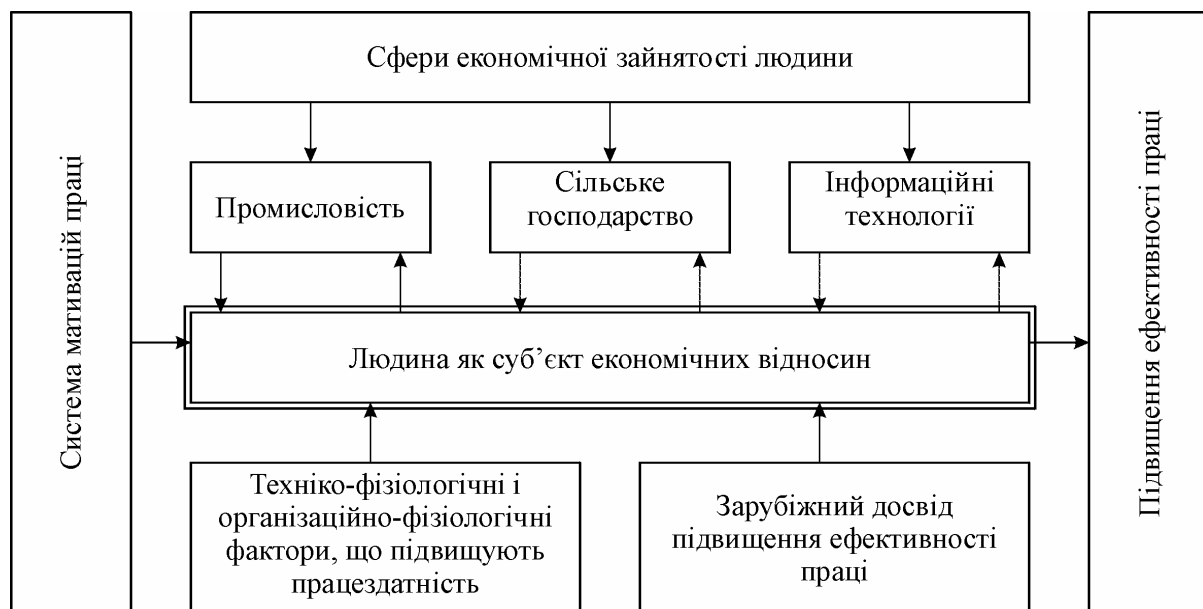 Система мативацій праці
Сфери економічної зайнятості людини
Промисловість
Сільське
господарство
Інформаційні
технології
Людина як суб’єкт економічних відносин
Техніко-фізіологічні і
організаційно-фізіологічні
фактори, що підвищують
працездатність
Зарубіжний досвід
підвищення ефективності
праці
Підвищення ефективності праці